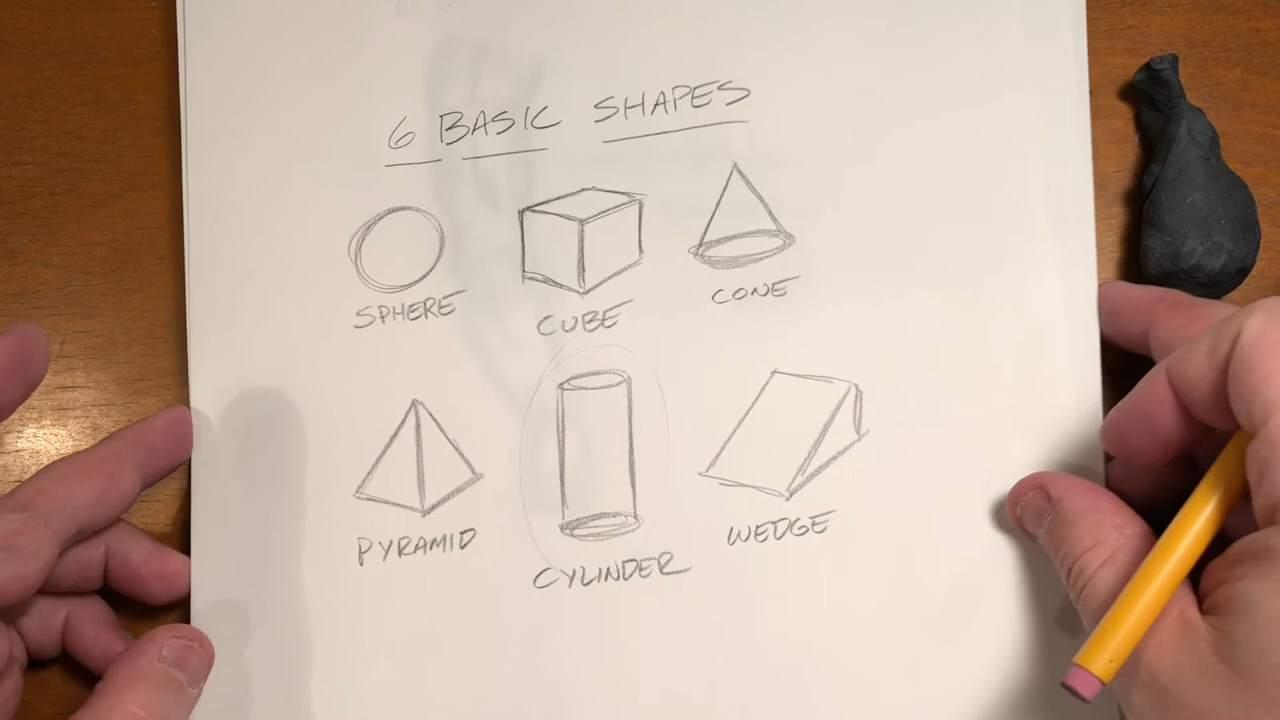 6 BASIC SHAPES
SPHERE
CUBE
CONE
PYRAMID
CYLINDER
WEDGE